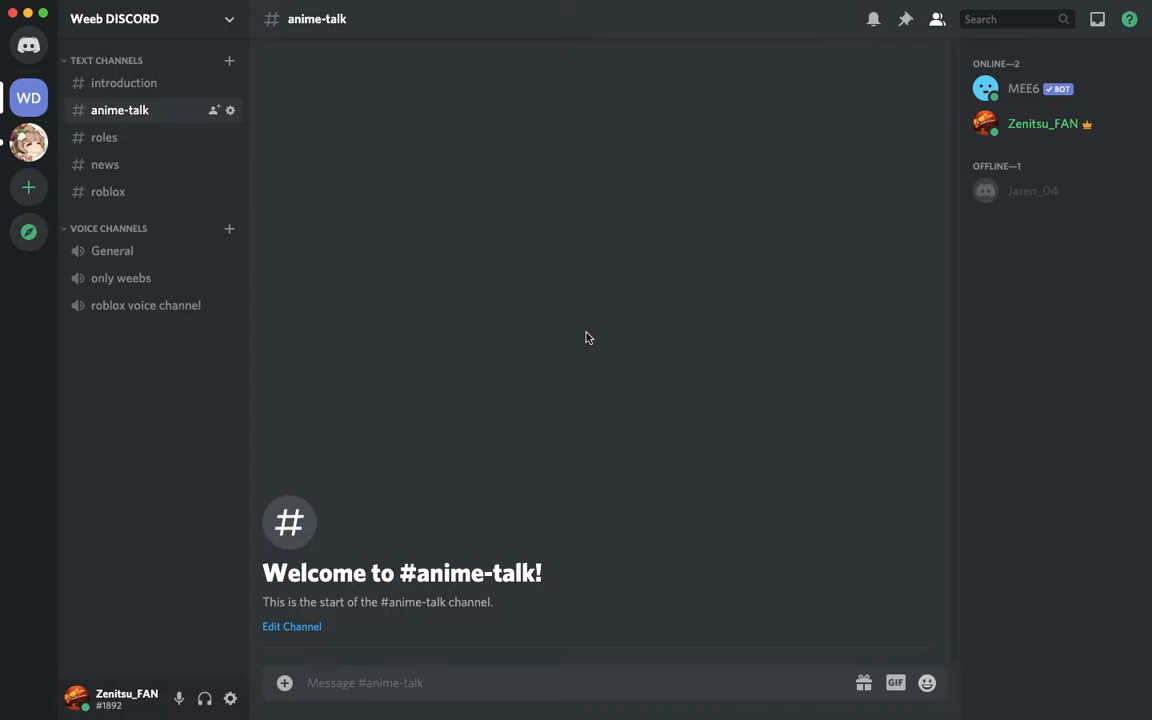 Weeb DISCORD
# anime-talk
Search
?
WD
TEXT CHANNELS
# introduction
# anime-talk
# roles
# news
# roblox
VOICE CHANNELS
General
only weebs
roblox voice channel
ONLINE—2
MEE6 ✓ BOT
Zenitsu_FAN
OFFLINE—1
Jaren_04
#
Welcome to #anime-talk!
This is the start of the #anime-talk channel.
Edit Channel
Message #anime-talk
GIF
Zenitsu_FAN
#1892